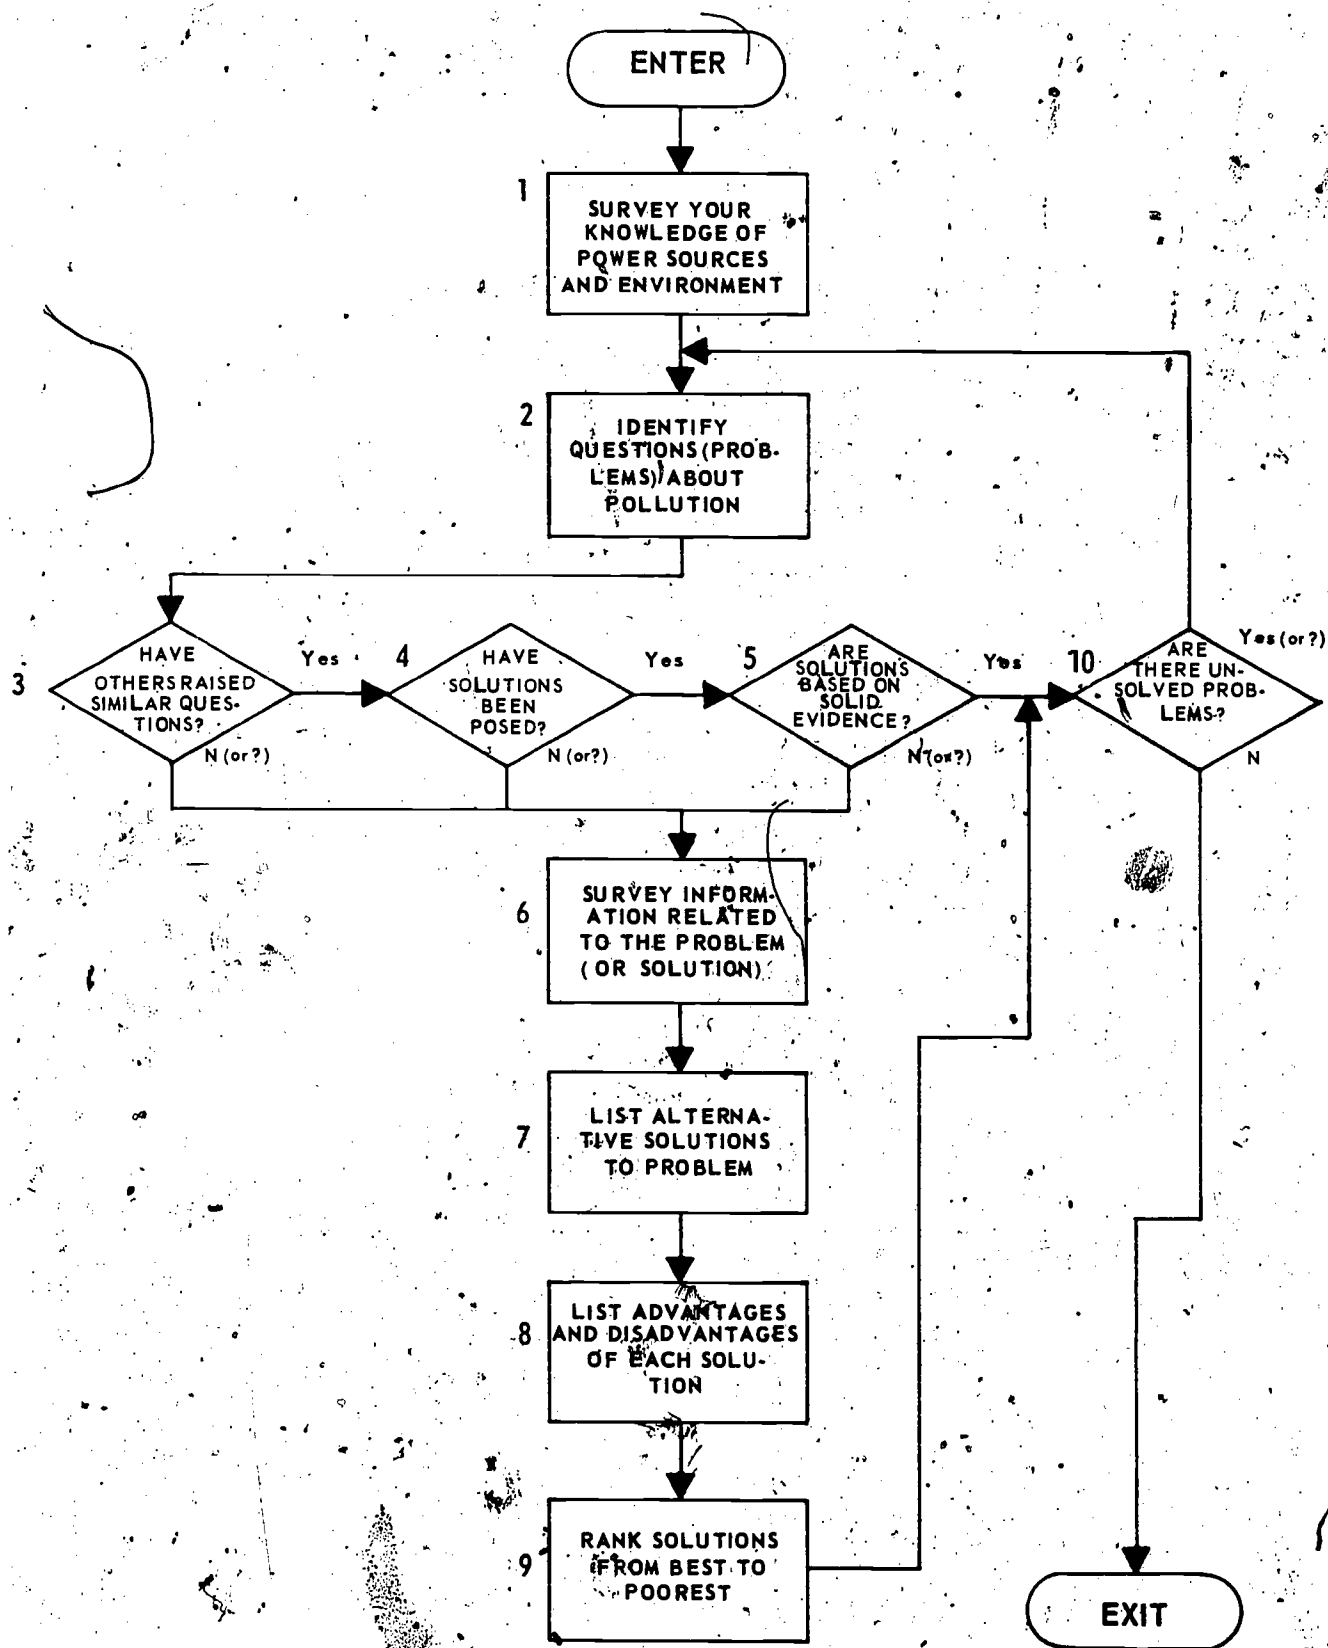 ENTER
1
SURVEY YOUR
KNOWLEDGE OF
POWER SOURCES
AND ENVIRONMENT
2
IDENTIFY
QUESTIONS (PROB-
LEMS) ABOUT
POLLUTION
3
HAVE
OTHERS RAISED
SIMILAR QUES-
TIONS?
Yes
N (or?)
4
HAVE
SOLUTIONS
BEEN
POSED?
Yes
N (or?)
5
ARE
SOLUTIONS
BASED ON
SOLID
EVIDENCE?
Yes
N (or?)
10
ARE
THERE UN-
SOLVED PROB-
LEMS?
Yes (or?)
N
6
SURVEY INFORM-
ATION RELATED
TO THE PROBLEM
(OR SOLUTION)
7
LIST ALTERNA-
TIVE SOLUTIONS
TO PROBLEM
8
LIST ADVANTAGES
AND DISADVANTAGES
OF EACH SOLU-
TION
9
RANK SOLUTIONS
FROM BEST TO
POOREST
EXIT